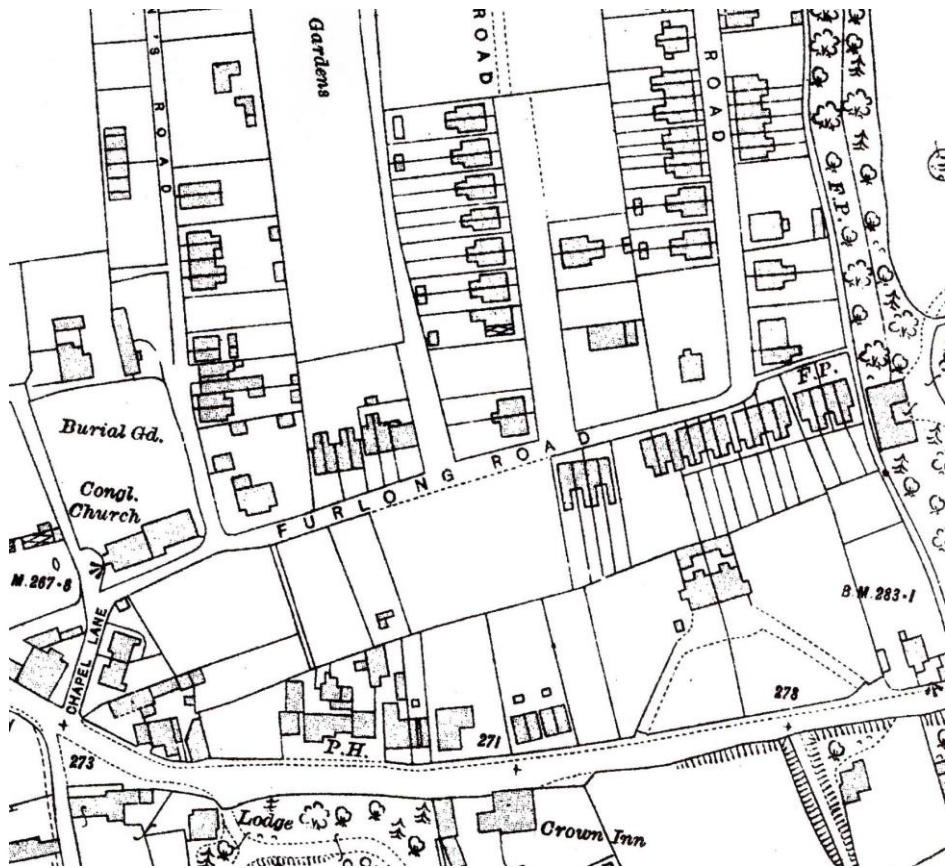 'S ROAD
Gardens
ROAD
ROAD
F.P.
F.P.
Burial Gd.
Congl.
Church
FURLONG ROAD
M.267·8
CHAPEL LANE
B.M.283·1
278
271
P.H.
273
Lodge
Crown Inn